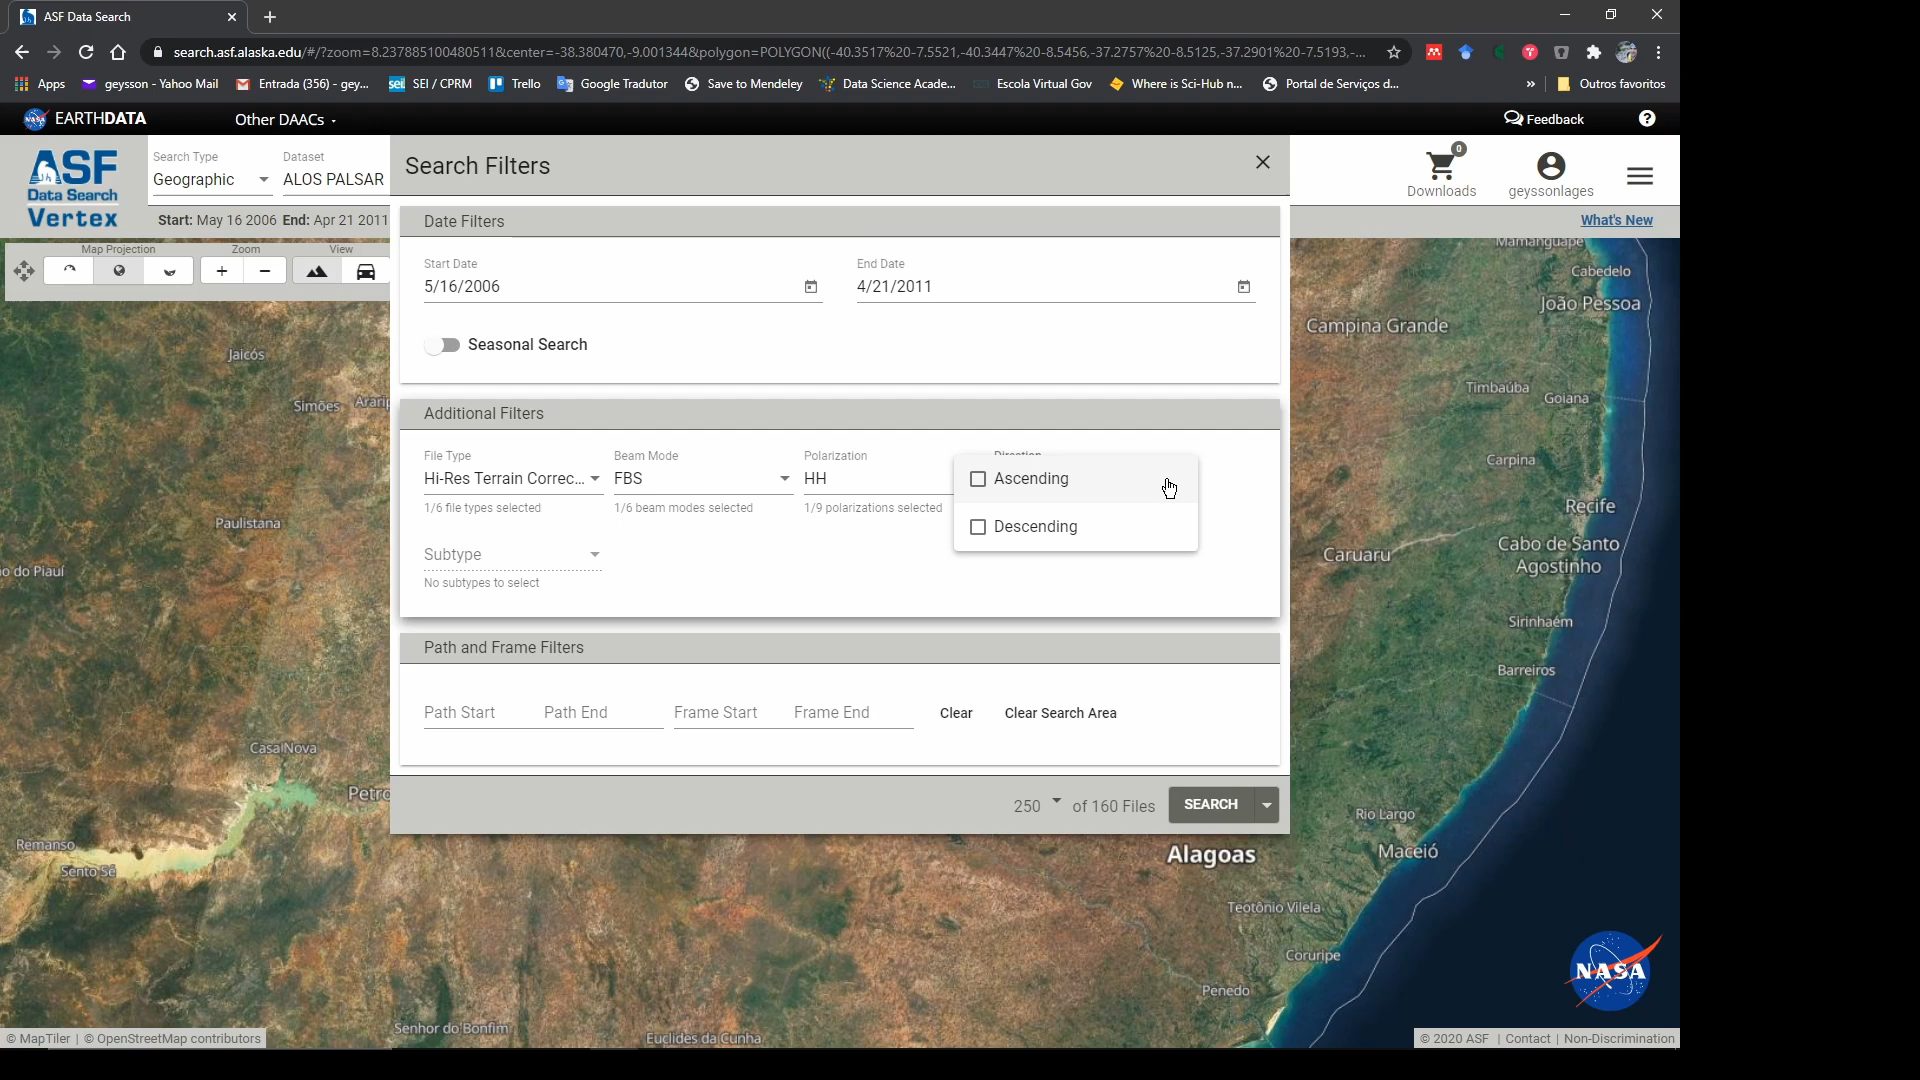 ASF Data Search
search.asf.alaska.edu/#/?zoom=8.237885100480511&center=-38.380470,-9.001344&polygon=POLYGON((-40.3517%20-7.5521,-40.3447%20-8.5456,-37.2757%20-8.5125,-37.2901%20-7.5193,-...
Apps geysson - Yahoo Mail Entrada (356) - gey... sei SEI / CPRM Trello Google Tradutor Save to Mendeley Data Science Acade... Escola Virtual Gov Where is Sci-Hub n... Portal de Serviços d... » Outros favoritos
NASA EARTHDATA Other DAACs Feedback ?
ASF
Data Search
Vertex
Search Type
Geographic
Dataset
ALOS PALSAR
Start: May 16 2006 End: Apr 21 2011
Search Filters
0
Downloads
geyssonlages
What's New
Map Projection Zoom View
Date Filters
Start Date
5/16/2006
End Date
4/21/2011
Seasonal Search
Additional Filters
File Type
Hi-Res Terrain Correc...
1/6 file types selected
Beam Mode
FBS
1/6 beam modes selected
Polarization
HH
1/9 polarizations selected
Direction
Ascending
Descending
Subtype
No subtypes to select
Path and Frame Filters
Path Start Path End Frame Start Frame End Clear Clear Search Area
250 of 160 Files SEARCH
Mamanguape
Cabedelo
João Pessoa
Campina Grande
Jaicós
Timbaúba
Goiana
Simões
Ararip
Carpina
Recife
Paulistana
Cabo de Santo
Agostinho
Caruaru
o do Piauí
Sirinhaém
Barreiros
Casa Nova
Petro
Rio Largo
Remanso
Maceió
Alagoas
Sento Sé
Teotônio Vilela
Coruripe
NASA
Penedo
Senhor do Bonfim
Euclides da Cunha
© MapTiler | © OpenStreetMap contributors
© 2020 ASF | Contact | Non-Discrimination